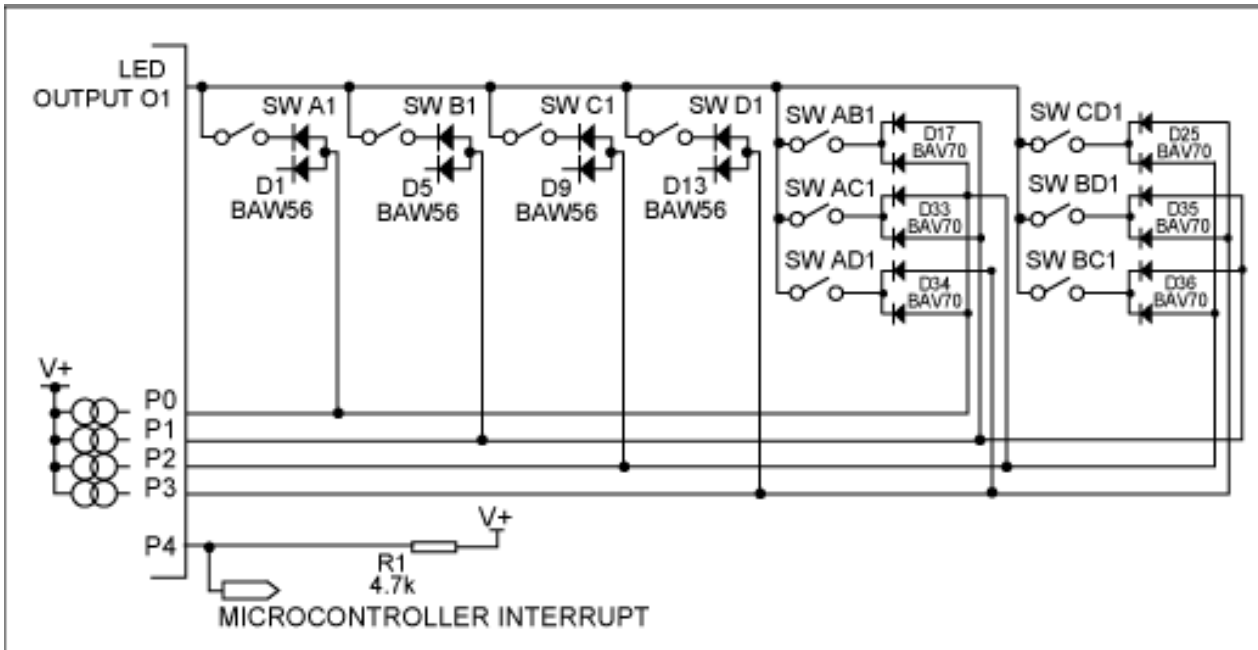 LED
OUTPUT O1
SW A1
SW B1
SW C1
SW D1
D1
BAW56
D5
BAW56
D9
BAW56
D13
BAW56
SW AB1
D17
BAV70
SW AC1
D33
BAV70
SW AD1
D34
BAV70
SW CD1
D25
BAV70
SW BD1
D35
BAV70
SW BC1
D36
BAV70
V+
P0
P1
P2
P3
P4
V+
R1
4.7k
MICROCONTROLLER INTERRUPT